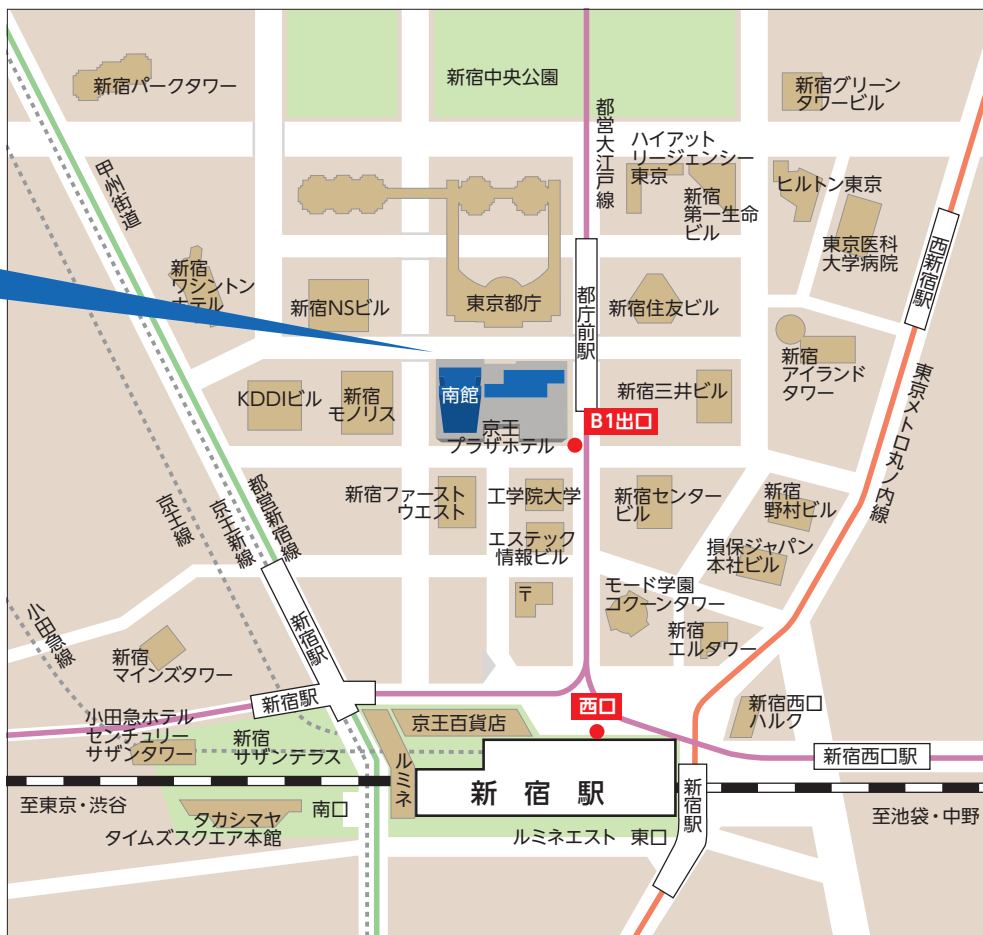 新宿パークタワー
新宿中央公園
新宿グリーン
タワービル
都営大江戸線
ハイアット
リージェンシー
東京
新宿
第一生命
ビル
ヒルトン東京
東京医科
大学病院
西新宿駅
甲州街道
新宿
ワシントン
ホテル
新宿NSビル
東京都庁
都庁前駅
新宿住友ビル
新宿
アイランド
タワー
東京メトロ丸ノ内線
KDDIビル
新宿
モノリス
南館
京王
プラザホテル
B1出口
新宿三井ビル
新宿ファースト
ウエスト
工学院大学
エステック
情報ビル
新宿センター
ビル
新宿
野村ビル
損保ジャパン
本社ビル
京王線
京王新線
都営新宿線
〒
モード学園
コクーンタワー
新宿
エルタワー
小田急線
新宿
マインズタワー
新宿駅
新宿駅
西口
新宿西口
ハルク
小田急ホテル
センチュリー
サザンタワー
新宿
サザンテラス
京王百貨店
ルミネ
新宿西口駅
新宿駅
新宿駅
至東京・渋谷
南口
タカシマヤ
タイムズスクエア本館
ルミネエスト 東口
至池袋・中野